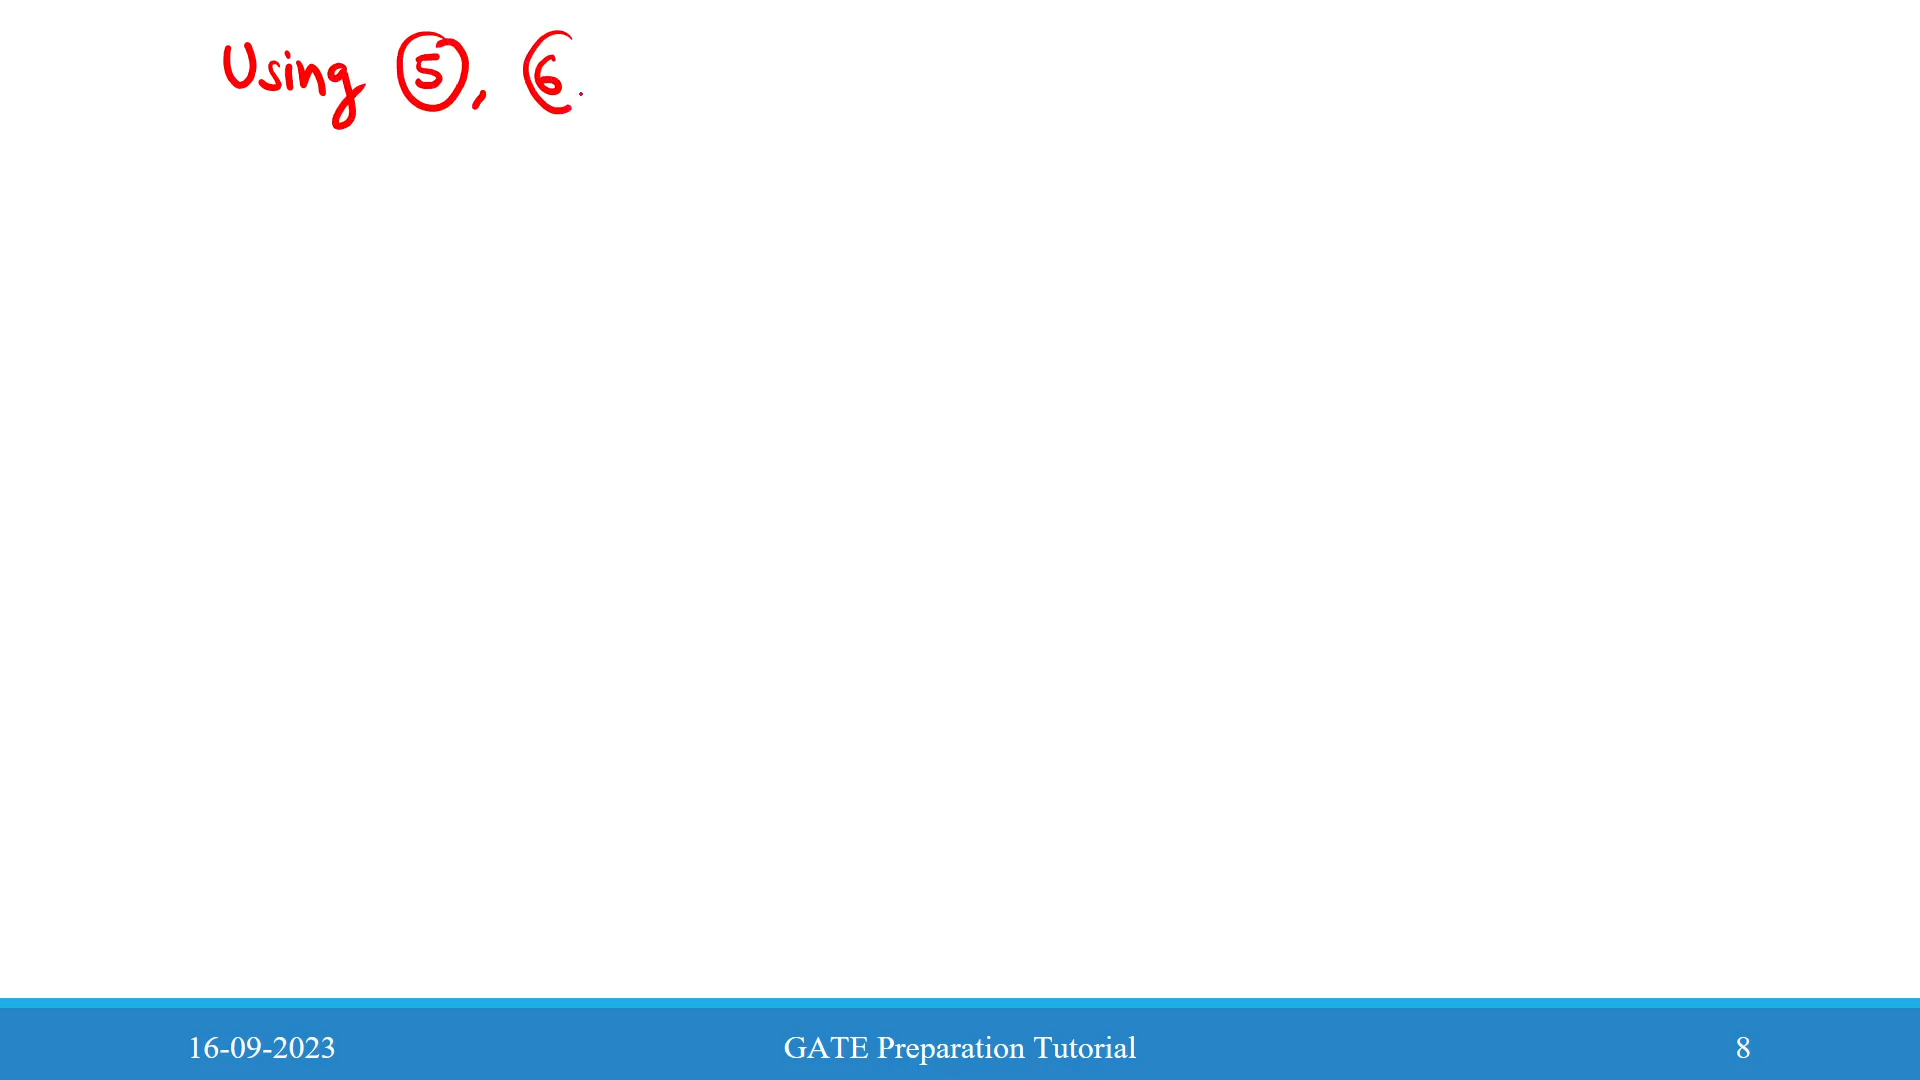 Using ⑤, ⑥
16-09-2023 GATE Preparation Tutorial 8